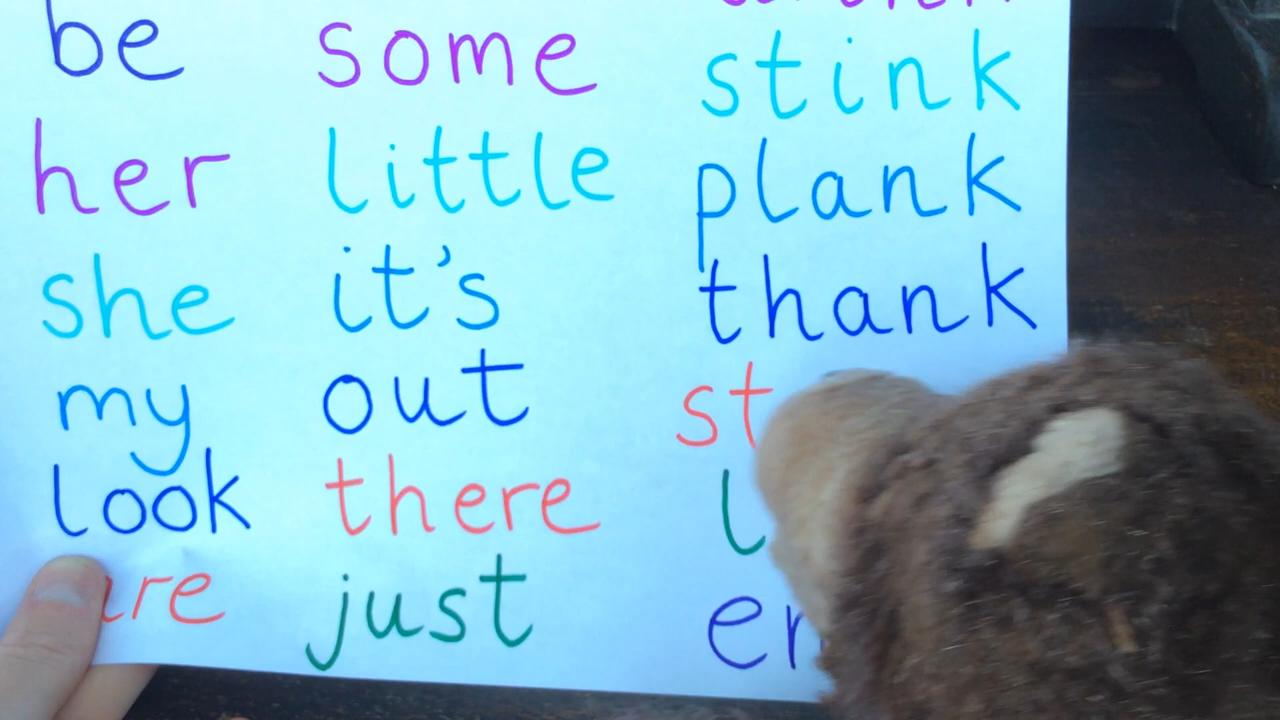 be some
her little stink
she it's plank
my out thank
look there
just